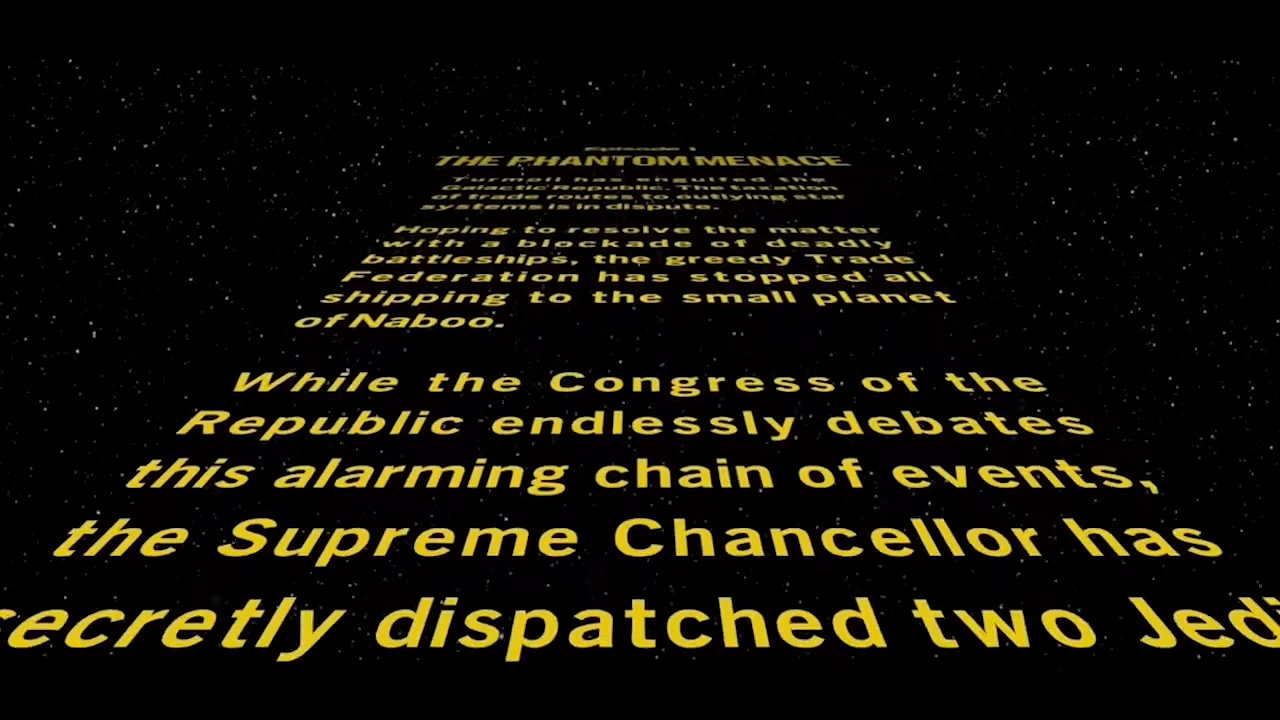 Episode I
THE PHANTOM MENACE
Turmoil has engulfed the
Galactic Republic. The taxation
of trade routes to outlying star
systems is in dispute.
Hoping to resolve the matter
with a blockade of deadly
battleships, the greedy Trade
Federation has stopped all
shipping to the small planet
of Naboo.
While the Congress of the
Republic endlessly debates
this alarming chain of events,
the Supreme Chancellor has
secretly dispatched two Jedi